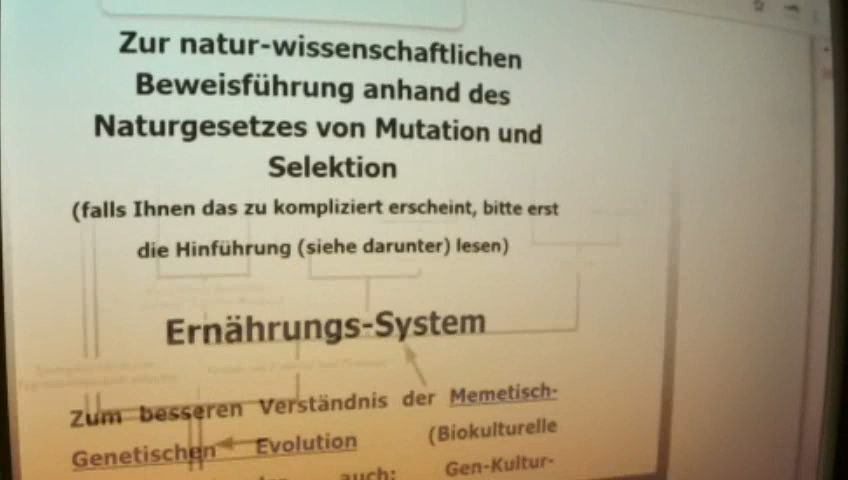 Zur natur-wissenschaftlichen
Beweisführung anhand des
Naturgesetzes von Mutation und
Selektion
(falls Ihnen das zu kompliziert erscheint, bitte erst
die Hinführung (siehe darunter) lesen)
Ernährungs-System
Zum besseren Verständnis der Memetisch-
Genetischen Evolution (Biokulturelle
auch: Gen-Kultur-